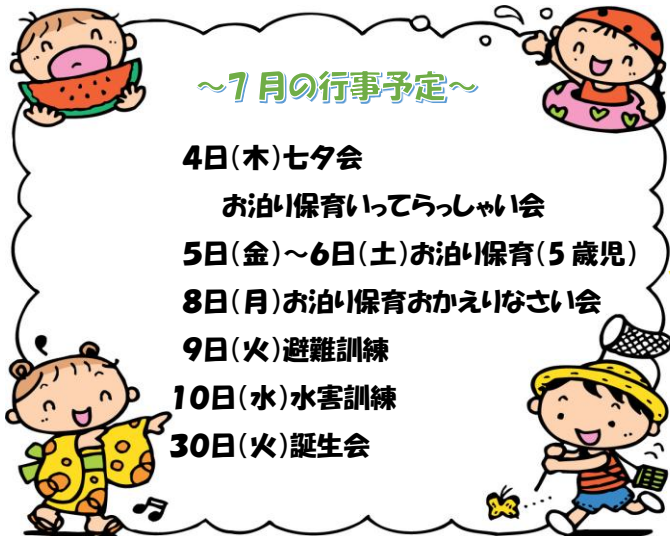 ～7月の行事予定～
4日(木)七夕会
お泊り保育いってらっしゃい会
5日(金)～6日(土)お泊り保育(5歳児)
8日(月)お泊り保育おかえりなさい会
9日(火)避難訓練
10日(水)水害訓練
30日(火)誕生会